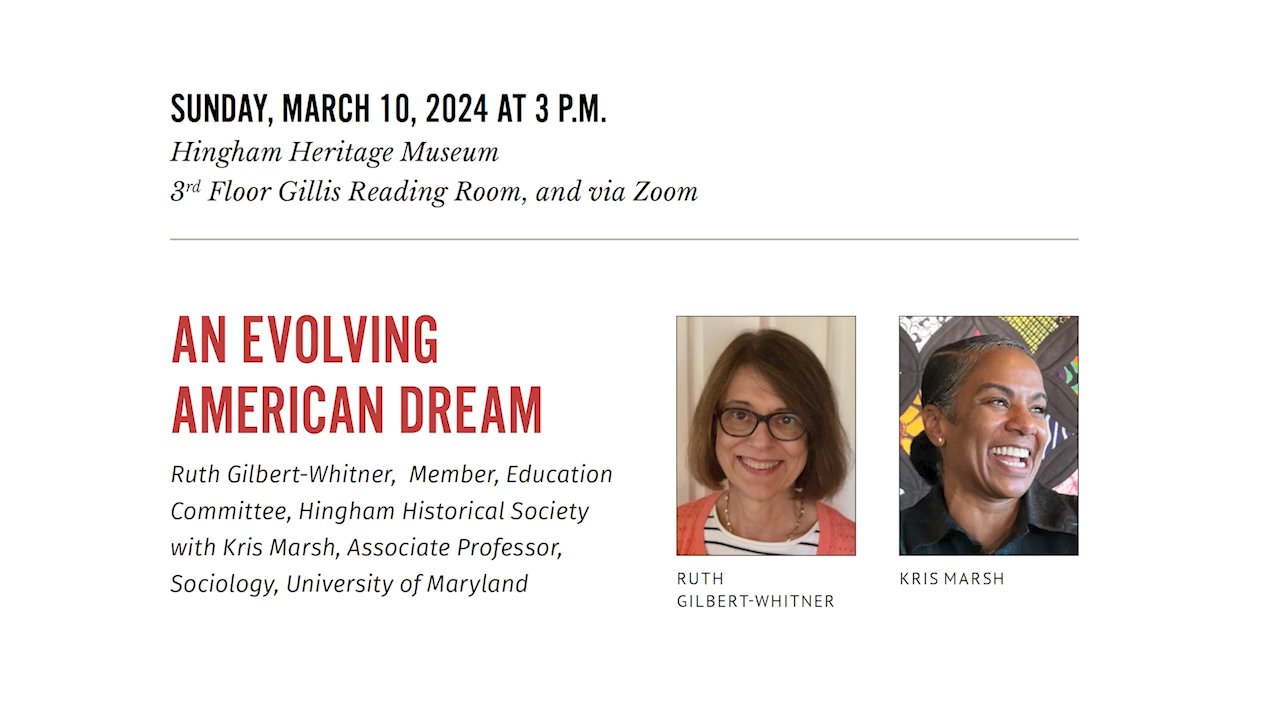 SUNDAY, MARCH 10, 2024 AT 3 P.M.
Hingham Heritage Museum
3rd Floor Gillis Reading Room, and via Zoom
AN EVOLVING
AMERICAN DREAM
Ruth Gilbert-Whitner, Member, Education
Committee, Hingham Historical Society
with Kris Marsh, Associate Professor,
Sociology, University of Maryland
RUTH
GILBERT-WHITNER
KRIS MARSH